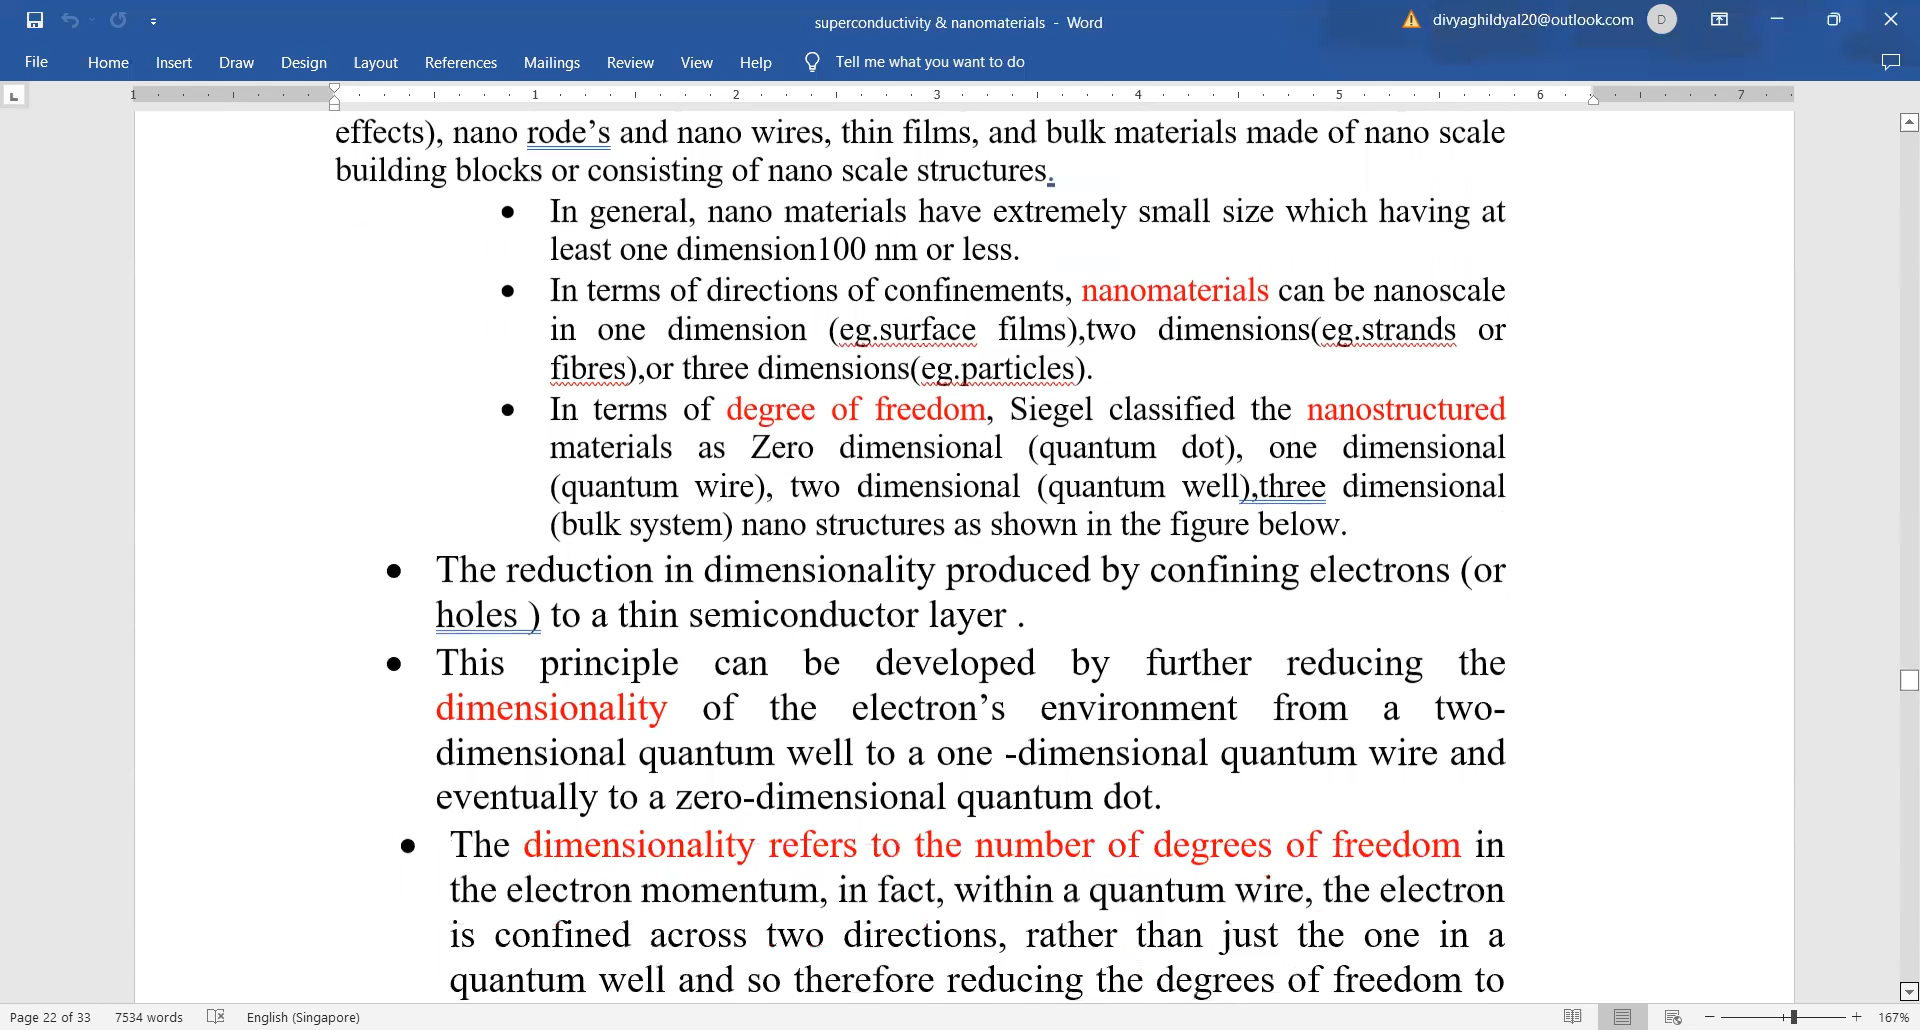 superconductivity & nanomaterials - Word
divyaghildyal20@outlook.com
D
File Home Insert Draw Design Layout References Mailings Review View Help Tell me what you want to do
1 1 2 3 4 5 6 7
effects), nano rode’s and nano wires, thin films, and bulk materials made of nano scale
building blocks or consisting of nano scale structures.
• In general, nano materials have extremely small size which having at
least one dimension100 nm or less.
• In terms of directions of confinements, nanomaterials can be nanoscale
in one dimension (eg.surface films),two dimensions(eg.strands or
fibres),or three dimensions(eg.particles).
• In terms of degree of freedom, Siegel classified the nanostructured
materials as Zero dimensional (quantum dot), one dimensional
(quantum wire), two dimensional (quantum well),three dimensional
(bulk system) nano structures as shown in the figure below.
• The reduction in dimensionality produced by confining electrons (or
holes ) to a thin semiconductor layer .
• This principle can be developed by further reducing the
dimensionality of the electron’s environment from a two-
dimensional quantum well to a one -dimensional quantum wire and
eventually to a zero-dimensional quantum dot.
• The dimensionality refers to the number of degrees of freedom in
the electron momentum, in fact, within a quantum wire, the electron
is confined across two directions, rather than just the one in a
quantum well and so therefore reducing the degrees of freedom to
Page 22 of 33 7534 words English (Singapore) 167%